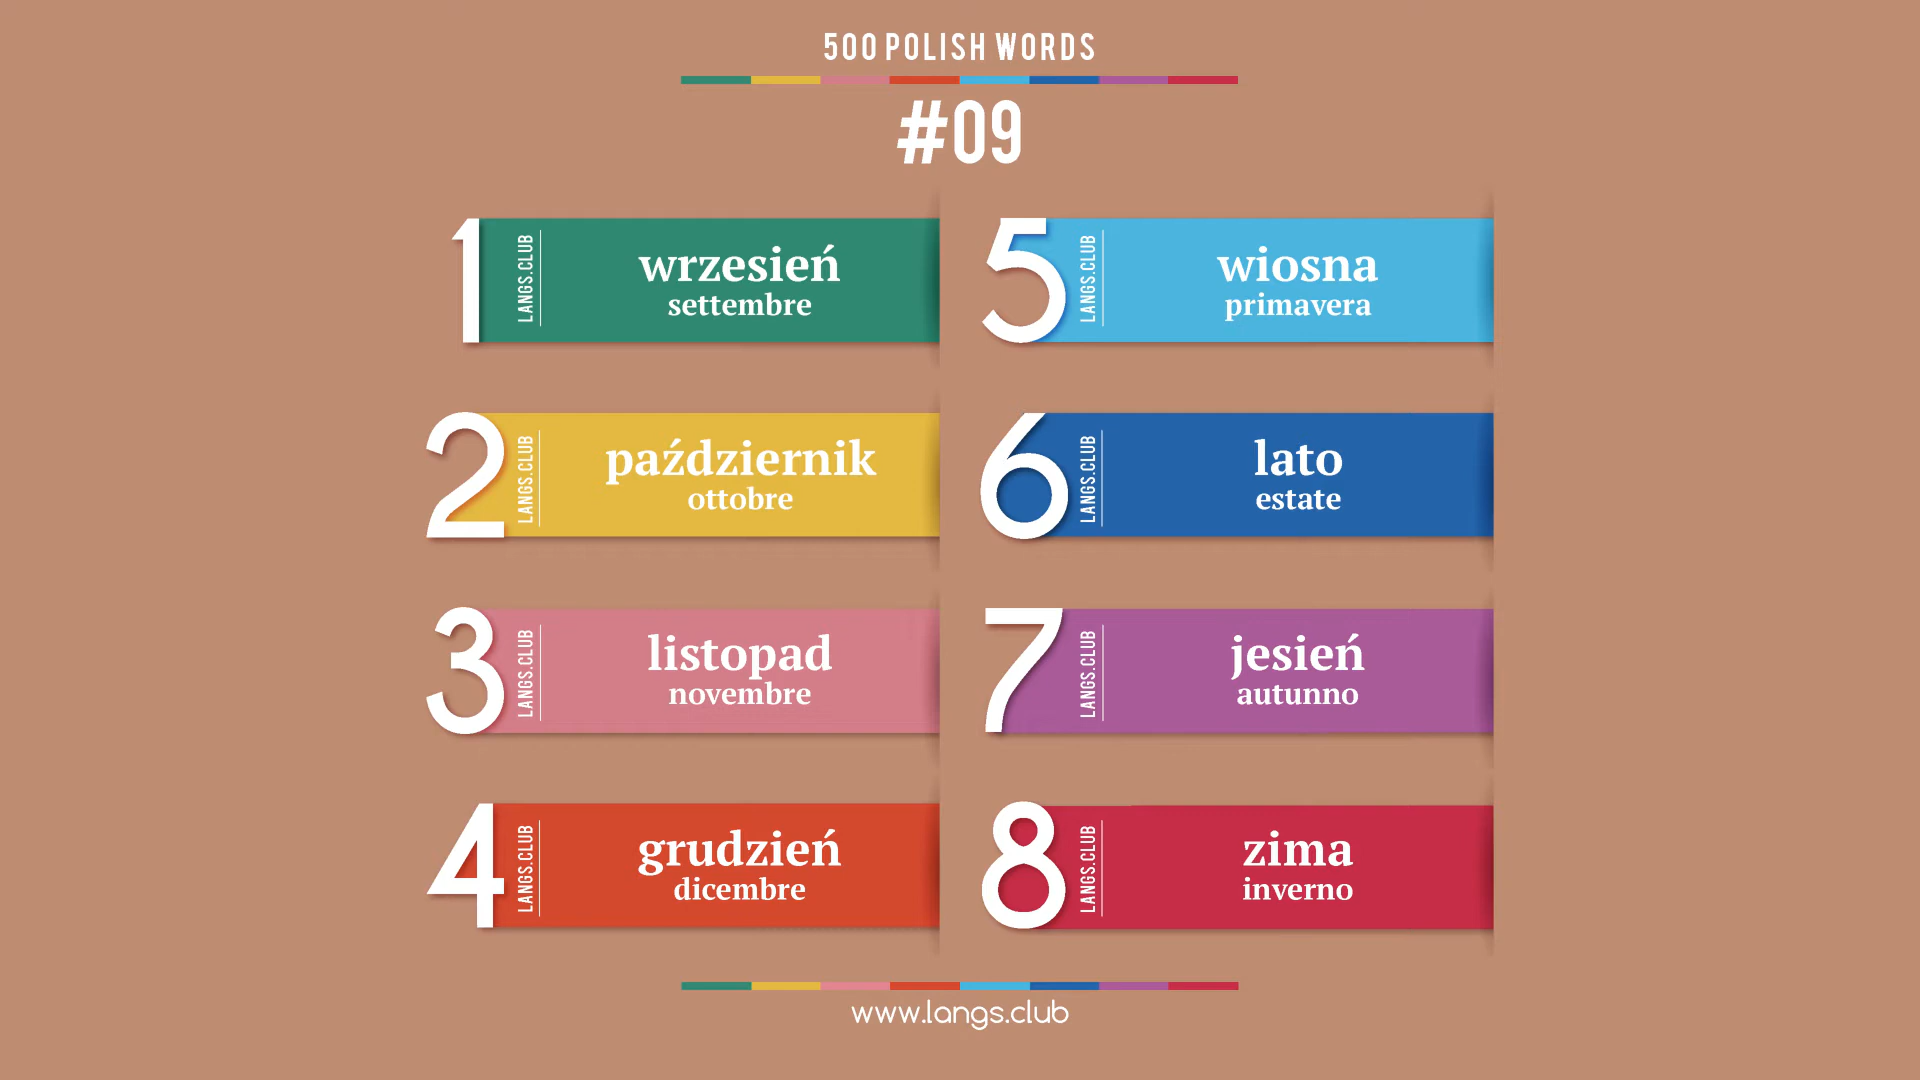 500 POLISH WORDS
#09
1
LANGS.CLUB
wrzesień
settembre
2
LANGS.CLUB
październik
ottobre
3
LANGS.CLUB
listopad
novembre
4
LANGS.CLUB
grudzień
dicembre
5
LANGS.CLUB
wiosna
primavera
6
LANGS.CLUB
lato
estate
7
LANGS.CLUB
jesień
autunno
8
LANGS.CLUB
zima
inverno
www.langs.club